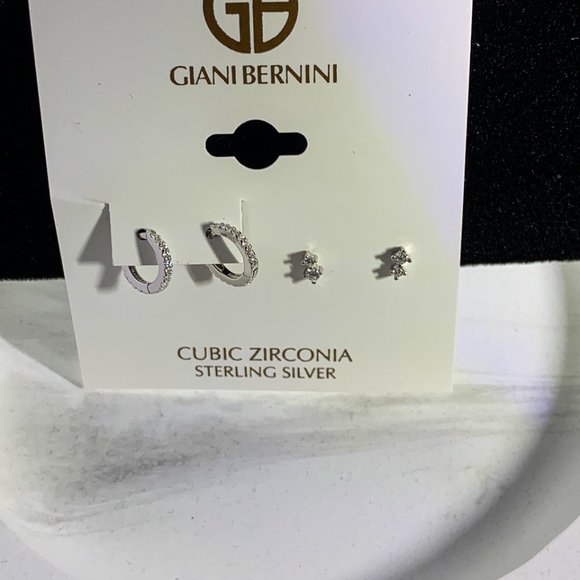 GB
GIANI BERNINI
CUBIC ZIRCONIA
STERLING SILVER